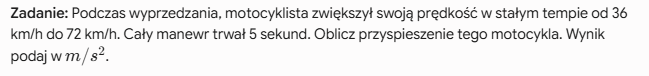 Zadanie: Podczas wyprzedzania, motocyklista zwiększył swoją prędkość w stałym tempie od 36
km/h do 72 km/h. Cały manewr trwał 5 sekund. Oblicz przyspieszenie tego motocykla. Wynik
podaj w m/s².